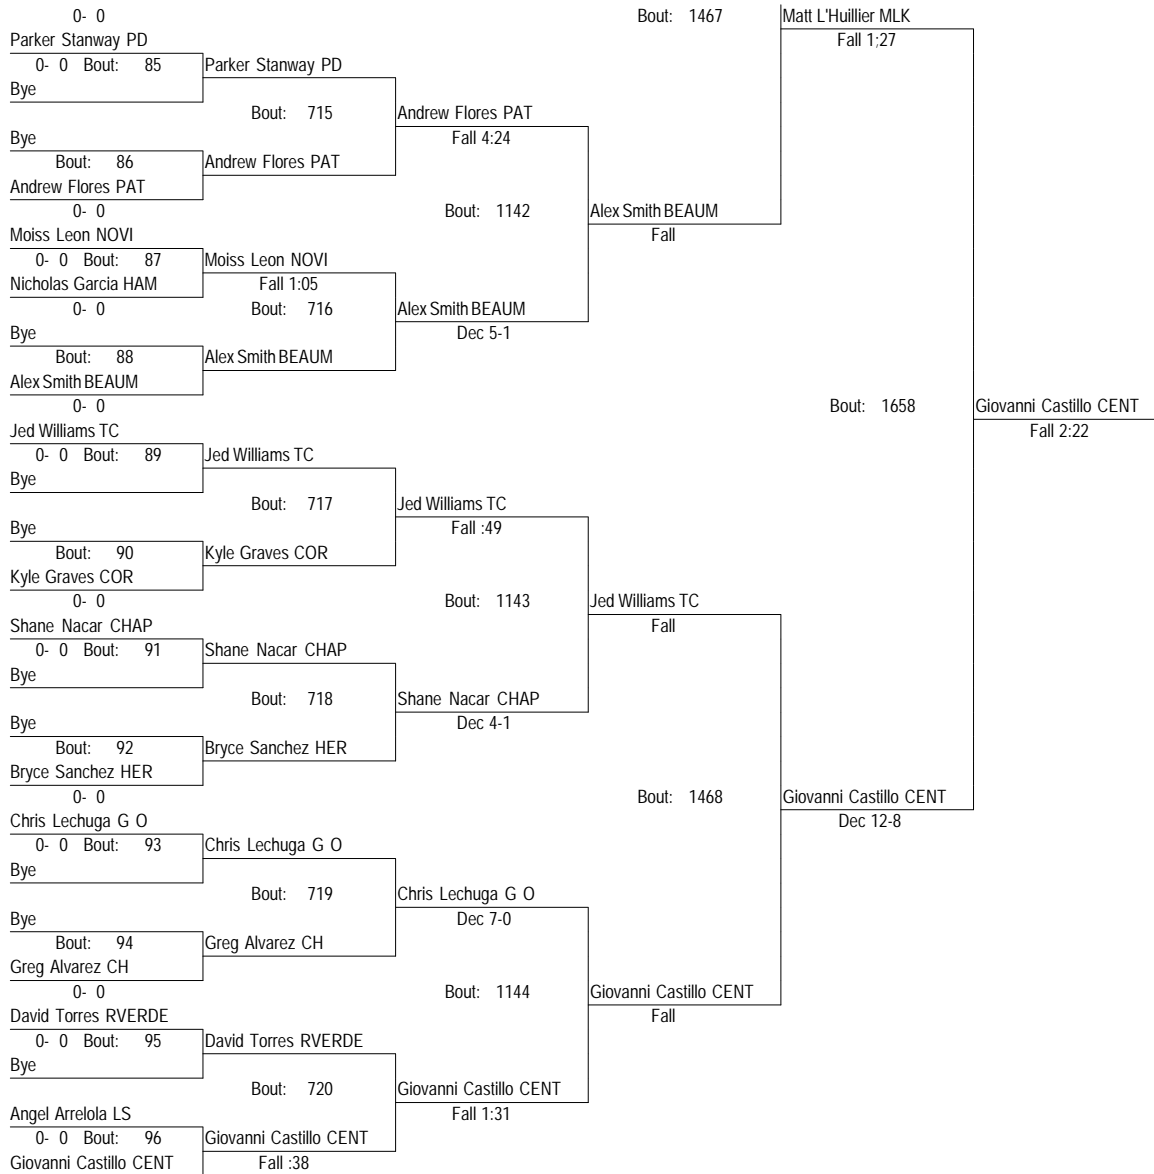 0- 0 Bout: 1467 Matt L'Huillier MLK
Parker Stanway PD Fall 1;27
0- 0 Bout: 85 Parker Stanway PD
Bye
Bout: 715 Andrew Flores PAT
Bye Fall 4:24
Bout: 86 Andrew Flores PAT
Andrew Flores PAT
0- 0 Bout: 1142 Alex Smith BEAUM
Moiss Leon NOVI Fall
0- 0 Bout: 87 Moiss Leon NOVI
Nicholas Garcia HAM Fall 1:05
0- 0 Bout: 716 Alex Smith BEAUM
Bye Dec 5-1
Bout: 88 Alex Smith BEAUM
Alex Smith BEAUM
0- 0 Bout: 1658 Giovanni Castillo CENT
Jed Williams TC Fall 2:22
0- 0 Bout: 89 Jed Williams TC
Bye
Bout: 717 Jed Williams TC
Bye Fall :49
Bout: 90 Kyle Graves COR
Kyle Graves COR
0- 0 Bout: 1143 Jed Williams TC
Shane Nacar CHAP Fall
0- 0 Bout: 91 Shane Nacar CHAP
Bye
Bout: 718 Shane Nacar CHAP
Bye Dec 4-1
Bout: 92 Bryce Sanchez HER
Bryce Sanchez HER
0- 0 Bout: 1468 Giovanni Castillo CENT
Chris Lechuga G O Dec 12-8
0- 0 Bout: 93 Chris Lechuga G O
Bye
Bout: 719 Chris Lechuga G O
Bye Dec 7-0
Bout: 94 Greg Alvarez CH
Greg Alvarez CH
0- 0 Bout: 1144 Giovanni Castillo CENT
David Torres RVERDE Fall
0- 0 Bout: 95 David Torres RVERDE
Bye
Bout: 720 Giovanni Castillo CENT
Angel Arrelola LS Fall 1:31
0- 0 Bout: 96 Giovanni Castillo CENT
Giovanni Castillo CENT Fall :38